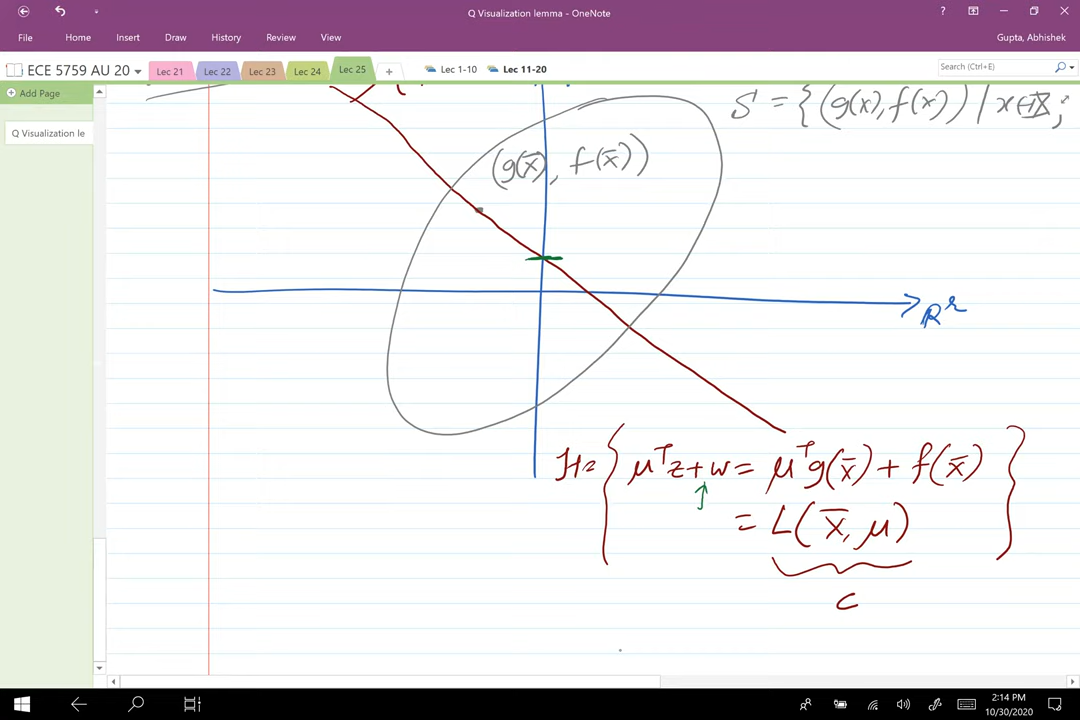 Q Visualization lemma - OneNote
?
Gupta, Abhishek
File Home Insert Draw History Review View
ECE 5759 AU 20
Lec 21
Lec 22
Lec 23
Lec 24
Lec 25
+
Lec 1-10
Lec 11-20
Search (Ctrl+E)
Add Page
Q Visualization le
S = { (g(x), f(x)) | x ∈ X }
(g(x̄), f(x̄))
ℝʳ
H = { μᵀz + w = μᵀg(x̄) + f(x̄)
= L(x̄, μ) }
↑
c
2:14 PM
10/30/2020